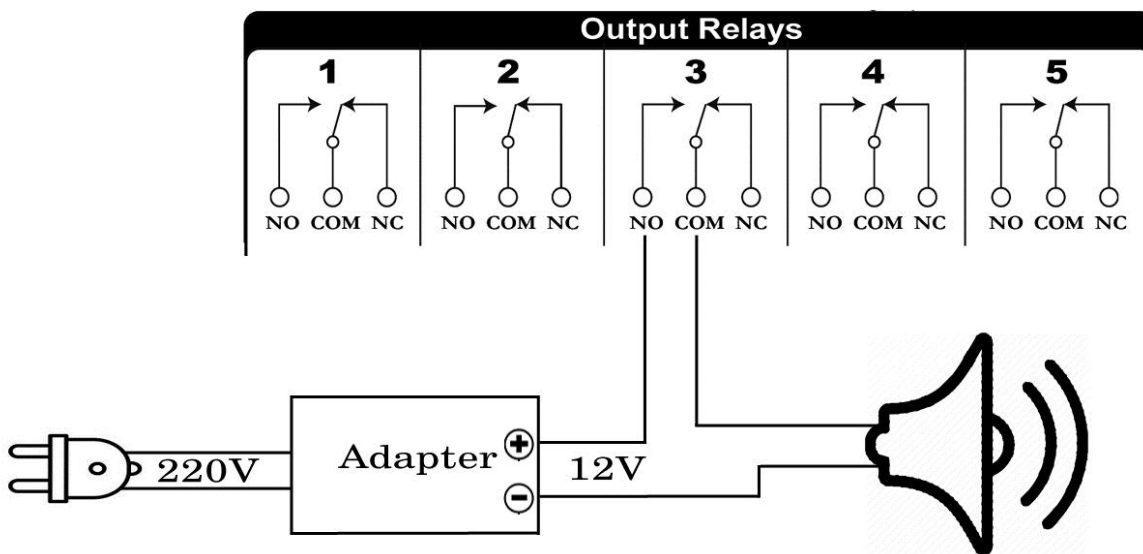 Output Relays
1 2 3 4 5
NO COM NC NO COM NC NO COM NC NO COM NC NO COM NC
220V Adapter + 12V
−